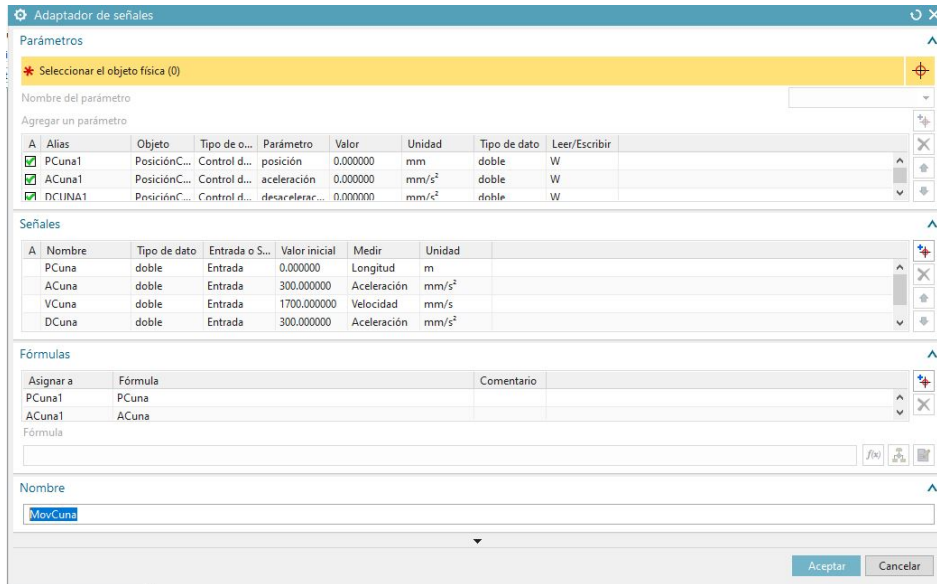 Adaptador de señales
Parámetros
* Seleccionar el objeto física (0)
Nombre del parámetro
Agregar un parámetro
A Alias Objeto Tipo de o... Parámetro Valor Unidad Tipo de dato Leer/Escribir
PCuna1 PosiciónC... Control d... posición 0.000000 mm doble W
ACuna1 PosiciónC... Control d... aceleración 0.000000 mm/s² doble W
DCUNA1 PosiciónC... Control d... desacelerac... 0.000000 mm/s² doble W
Señales
A Nombre Tipo de dato Entrada o S... Valor inicial Medir Unidad
PCuna doble Entrada 0.000000 Longitud m
ACuna doble Entrada 300.000000 Aceleración mm/s²
VCuna doble Entrada 1700.000000 Velocidad mm/s
DCuna doble Entrada 300.000000 Aceleración mm/s²
Fórmulas
Asignar a Fórmula Comentario
PCuna1 PCuna
ACuna1 ACuna
Fórmula
f(x)
Nombre
MovCuna
Aceptar Cancelar